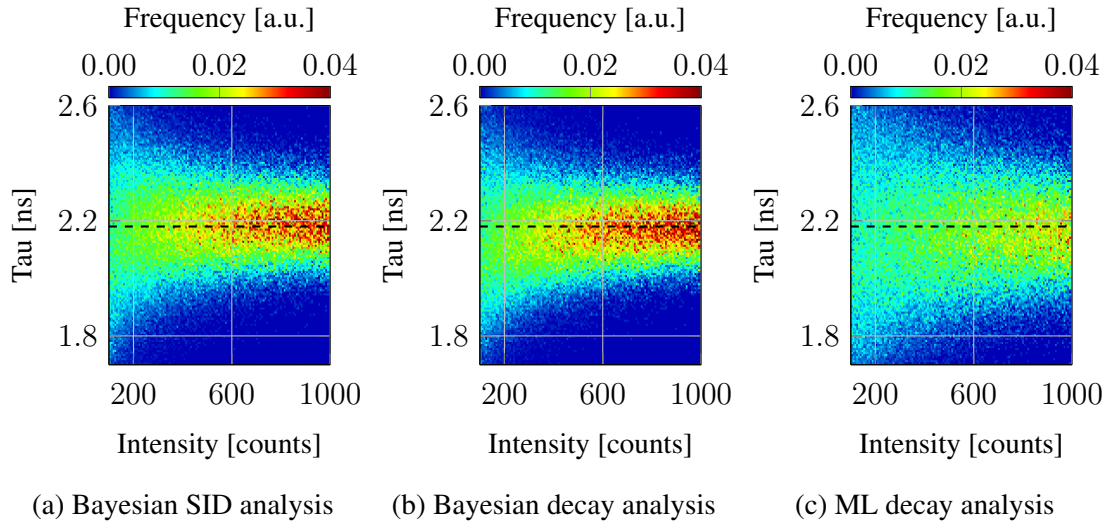 Frequency [a.u.] Frequency [a.u.] Frequency [a.u.]
0.00 0.02 0.04 0.00 0.02 0.04 0.00 0.02 0.04
2.6 2.6 2.6
2.2 2.2 2.2
Tau [ns] Tau [ns] Tau [ns]
1.8 1.8 1.8
200 600 1000 200 600 1000 200 600 1000
Intensity [counts] Intensity [counts] Intensity [counts]
(a) Bayesian SID analysis (b) Bayesian decay analysis (c) ML decay analysis